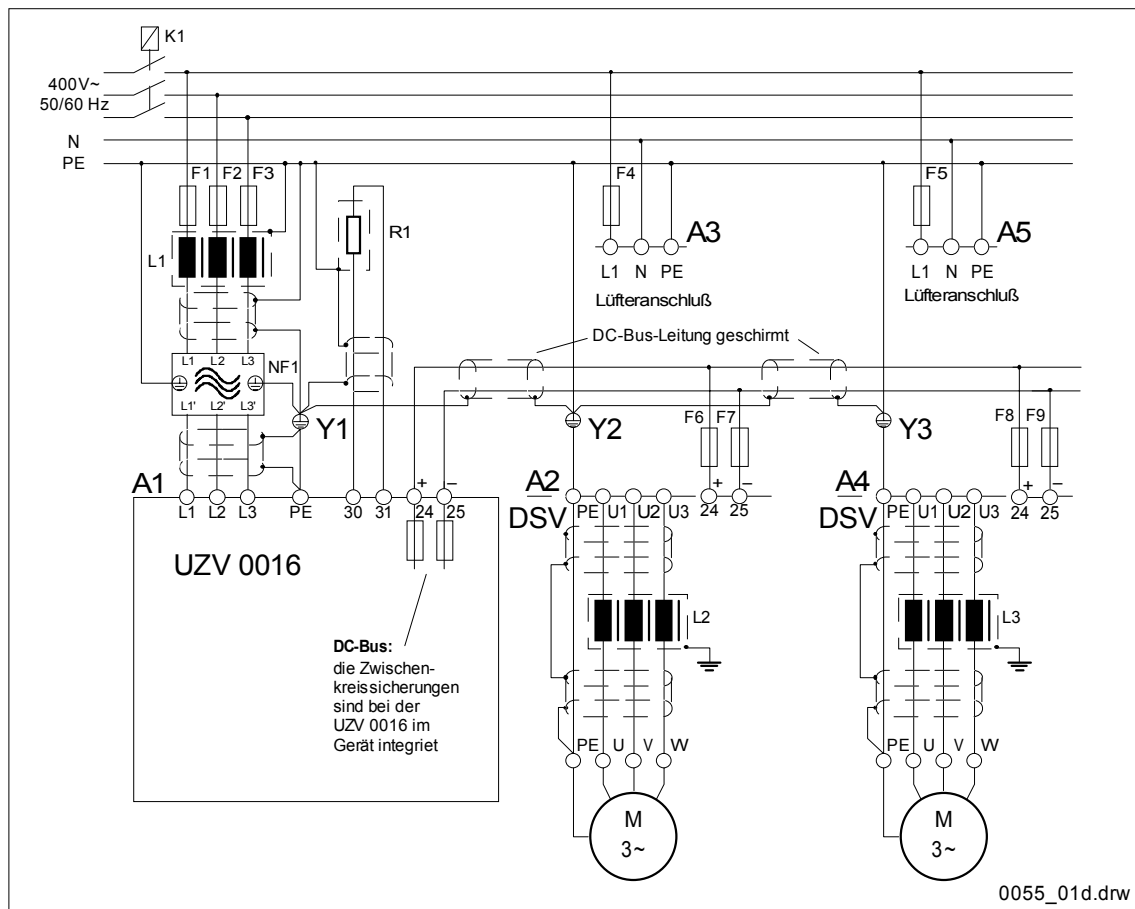 K1
400V~
50/60 Hz
N
PE
F1 F2 F3
F4
F5
R1
A3
A5
L1
L1 N PE
L1 N PE
Lüfteranschluß
Lüfteranschluß
DC-Bus-Leitung geschirmt
L1 L2 L3
NF1
L1' L2' L3'
Y1
Y2
Y3
F6 F7
F8 F9
A1
+ −
A2
+ −
A4
+ −
L1 L2 L3 PE 30 31 24 25
DSV
PE U1 U2 U3 24 25
DSV
PE U1 U2 U3 24 25
UZV 0016
L2
L3
DC-Bus:
die Zwischen-
kreissicherungen
sind bei der
UZV 0016 im
Gerät integriet
PE U V W
PE U V W
M
3~
M
3~
0055_01d.drw